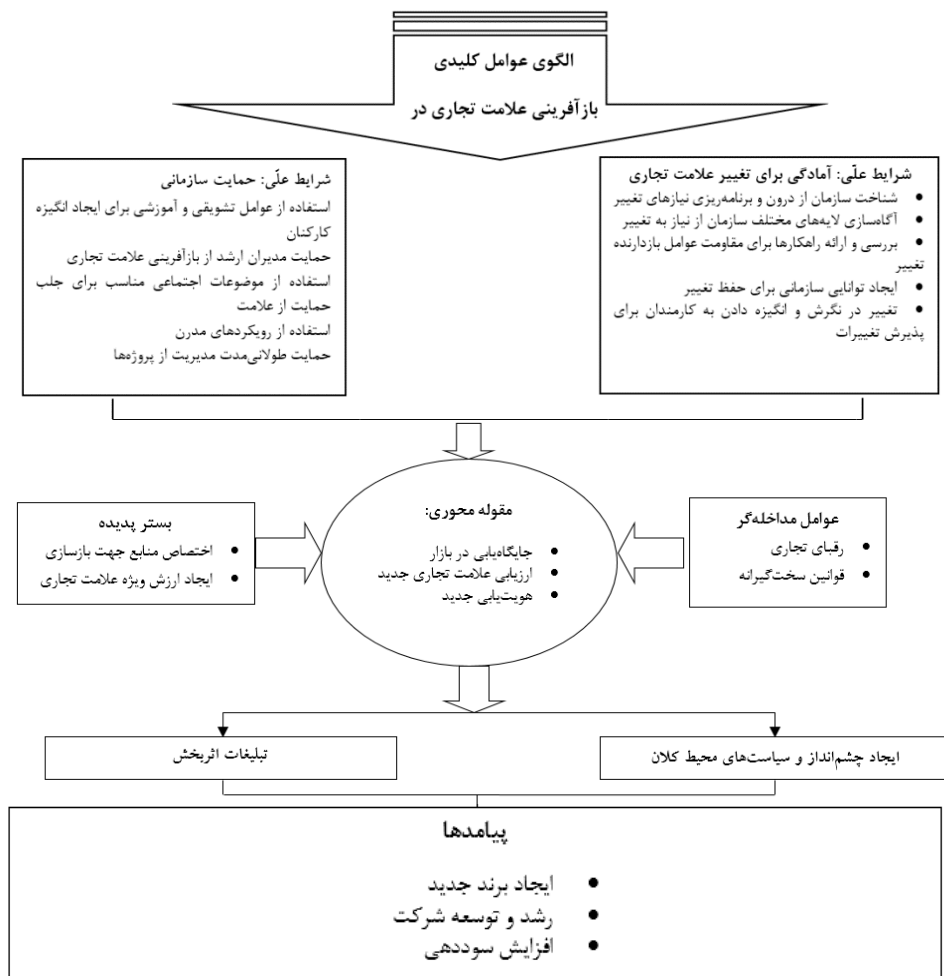 الگوی عوامل کلیدی
بازآفرینی علامت تجاری در
شرایط علّی: آمادگی برای تغییر علامت تجاری
• شناخت سازمان از درون و برنامه‌ریزی نیازهای تغییر
• آگاه‌سازی لایه‌های مختلف سازمان از نیاز به تغییر
• بررسی و ارائه راهکارها برای مقاومت عوامل بازدارنده
تغییر
• ایجاد توانایی سازمانی برای حفظ تغییر
• تغییر در نگرش و انگیزه دادن به کارمندان برای
پذیرش تغییرات
شرایط علّی: حمایت سازمانی
استفاده از عوامل تشویقی و آموزشی برای ایجاد انگیزه
کارکنان
حمایت مدیران ارشد از بازآفرینی علامت تجاری
استفاده از موضوعات اجتماعی مناسب برای جلب
حمایت از علامت
استفاده از رویکردهای مدرن
حمایت طولانی‌مدت مدیریت از پروژه‌ها
عوامل مداخله‌گر
• رقبای تجاری
• قوانین سخت‌گیرانه
مقوله محوری:
• جایگاه‌یابی در بازار
• ارزیابی علامت تجاری جدید
• هویت‌یابی جدید
بستر پدیده
• اختصاص منابع جهت بازسازی
• ایجاد ارزش ویژه علامت تجاری
ایجاد چشم‌انداز و سیاست‌های محیط کلان
تبلیغات اثربخش
پیامدها
• ایجاد برند جدید
• رشد و توسعه شرکت
• افزایش سوددهی